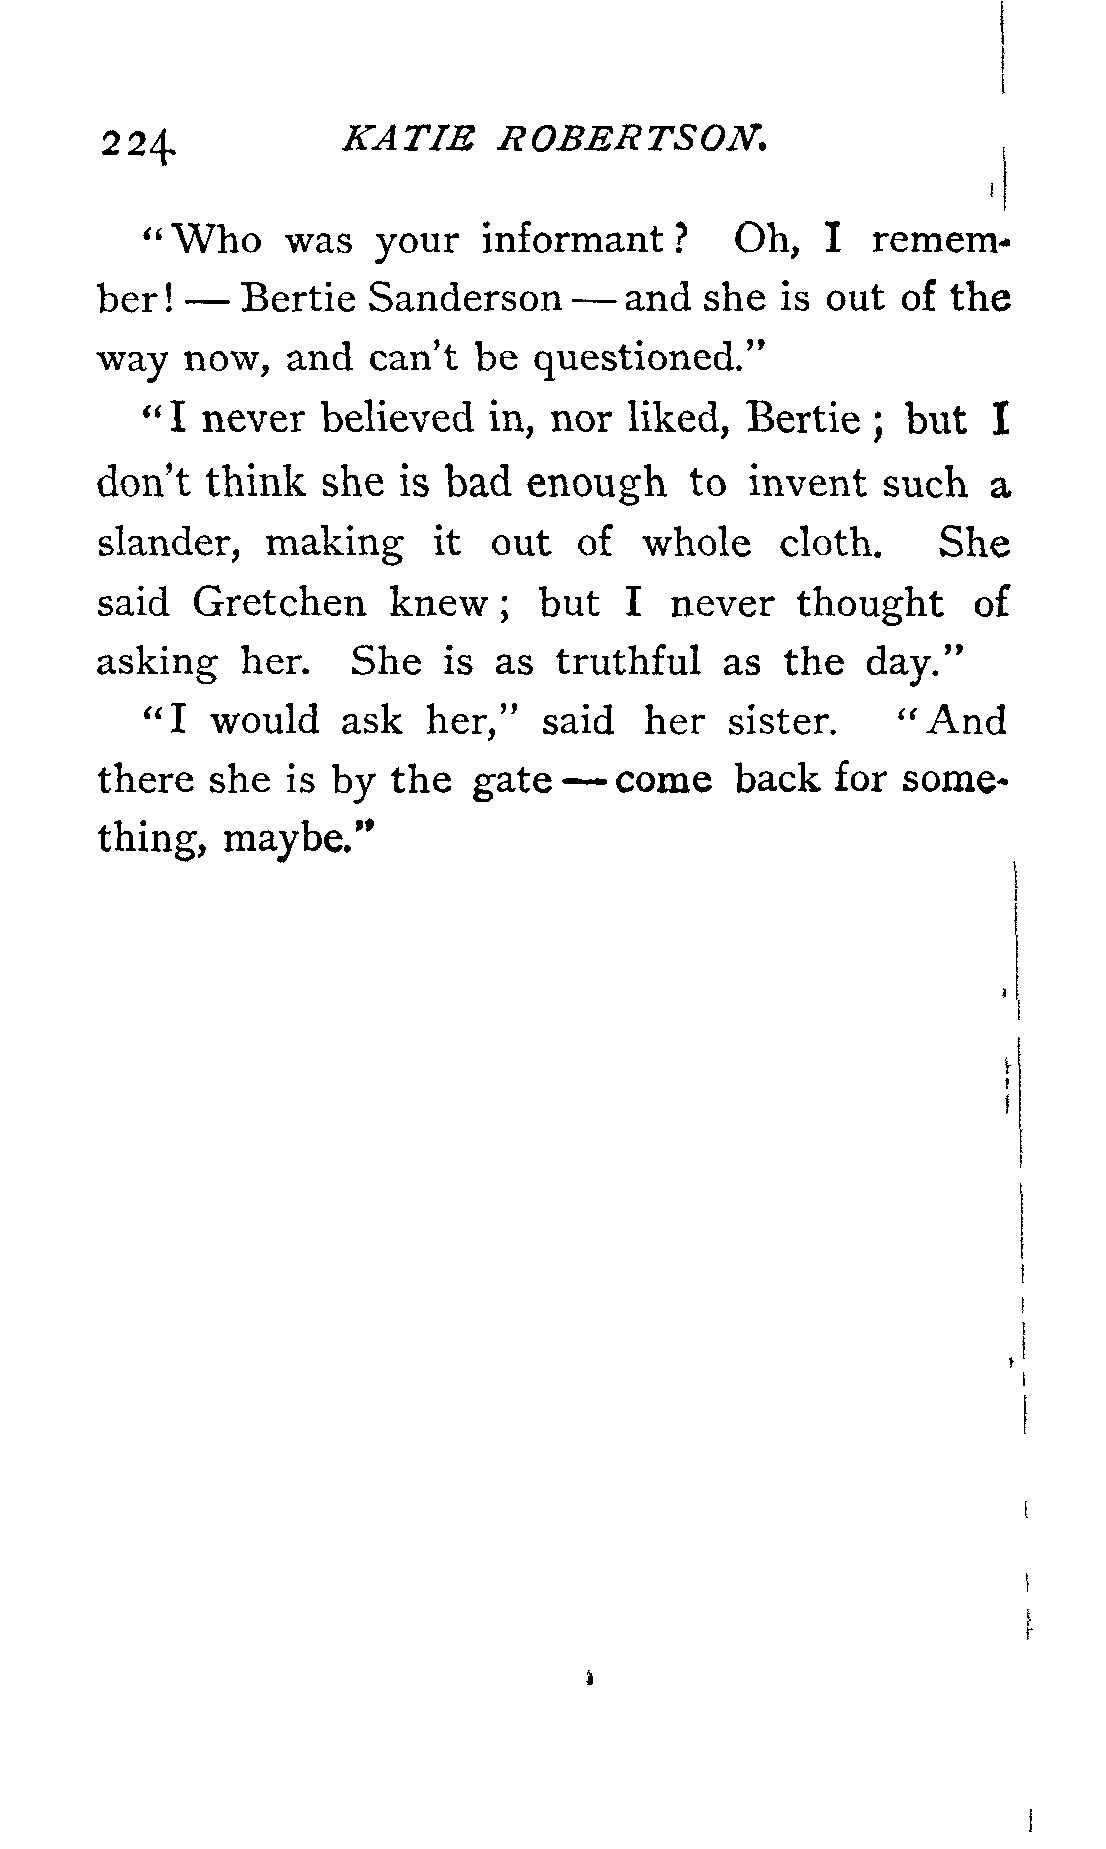 224 KATIE ROBERTSON.
"Who was your informant? Oh, I remem-
ber! — Bertie Sanderson — and she is out of the
way now, and can't be questioned."
"I never believed in, nor liked, Bertie; but I
don't think she is bad enough to invent such a
slander, making it out of whole cloth. She
said Gretchen knew; but I never thought of
asking her. She is as truthful as the day."
"I would ask her," said her sister. "And
there she is by the gate — come back for some-
thing, maybe."